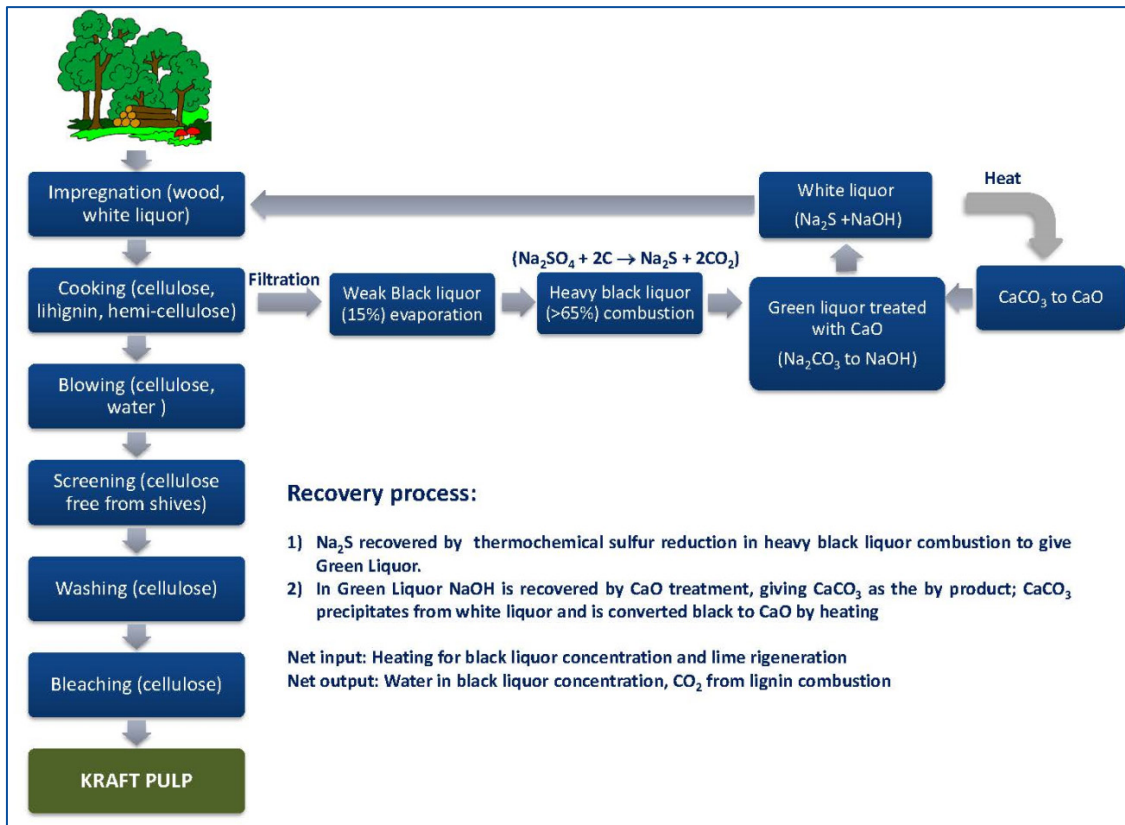 Impregnation (wood,
white liquor)
Cooking (cellulose,
lihìgnin, hemi-cellulose)
Blowing (cellulose,
water )
Screening (cellulose
free from shives)
Washing (cellulose)
Bleaching (cellulose)
KRAFT PULP
Filtration
Weak Black liquor
(15%) evaporation
(Na₂SO₄ + 2C → Na₂S + 2CO₂)
Heavy black liquor
(>65%) combustion
Green liquor treated
with CaO
(Na₂CO₃ to NaOH)
White liquor
(Na₂S +NaOH)
Heat
CaCO₃ to CaO
Recovery process:
1) Na₂S recovered by thermochemical sulfur reduction in heavy black liquor combustion to give
Green Liquor.
2) In Green Liquor NaOH is recovered by CaO treatment, giving CaCO₃ as the by product; CaCO₃
precipitates from white liquor and is converted black to CaO by heating
Net input: Heating for black liquor concentration and lime rigeneration
Net output: Water in black liquor concentration, CO₂ from lignin combustion